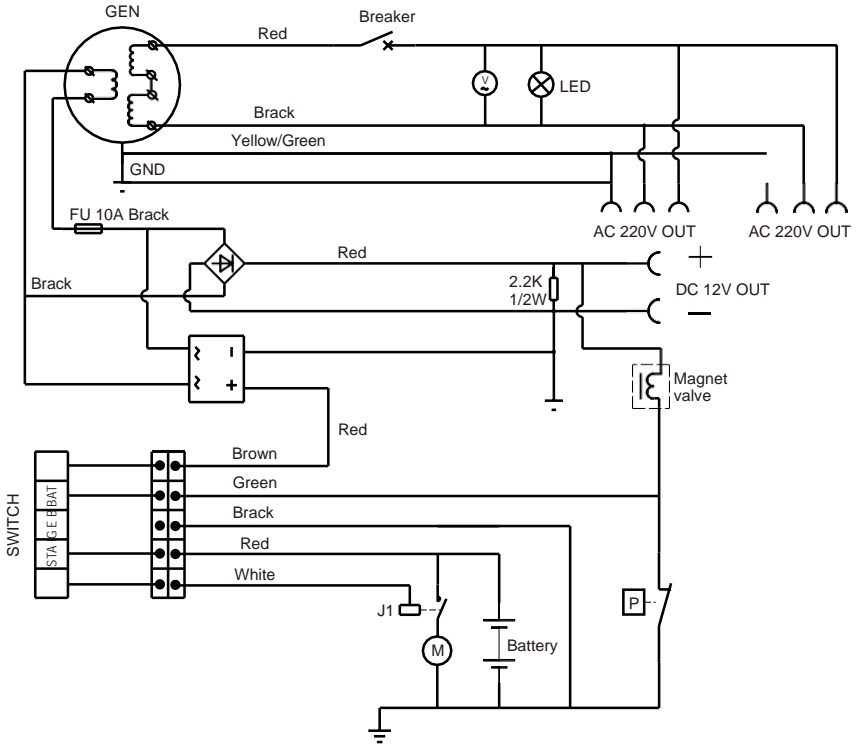 GEN
Breaker
Red
V
LED
Brack
Yellow/Green
GND
FU 10A Brack
AC 220V OUT
AC 220V OUT
Red
+
2.2K
1/2W
DC 12V OUT
Brack
−
~ −
~ +
Magnet
valve
Red
Brown
Green
Brack
Red
White
SWITCH
STA G E B BAT
J1
M
Battery
P